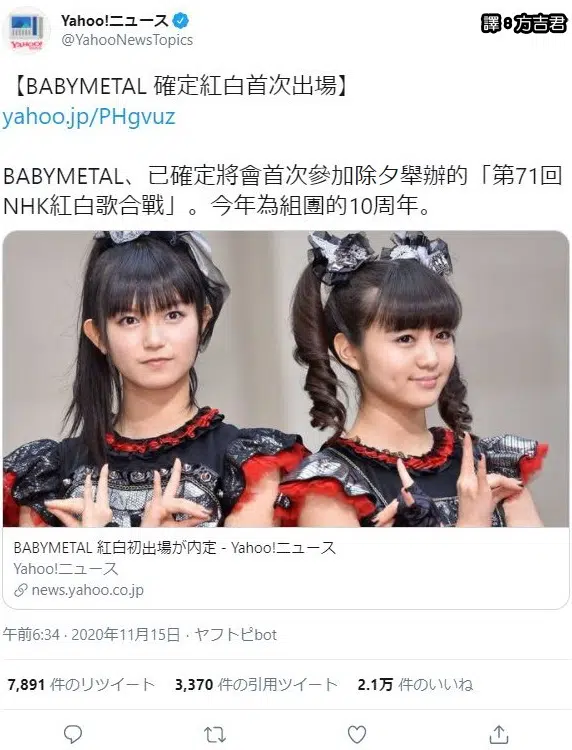 Yahoo!ニュース
@YahooNewsTopics
譯θ方吉君
YAHOO!
【BABYMETAL 確定紅白首次出場】
yahoo.jp/PHgvuz
BABYMETAL、已確定將會首次參加除夕舉辦的「第71回
NHK紅白歌合戰」。今年為組團的10周年。
BABYMETAL 紅白初出場が内定 - Yahoo!ニュース
Yahoo!ニュース
news.yahoo.co.jp
午前6:34 · 2020年11月15日 · ヤフトピbot
7,891 件のリツイート 3,370 件の引用ツイート 2.1万 件のいいね